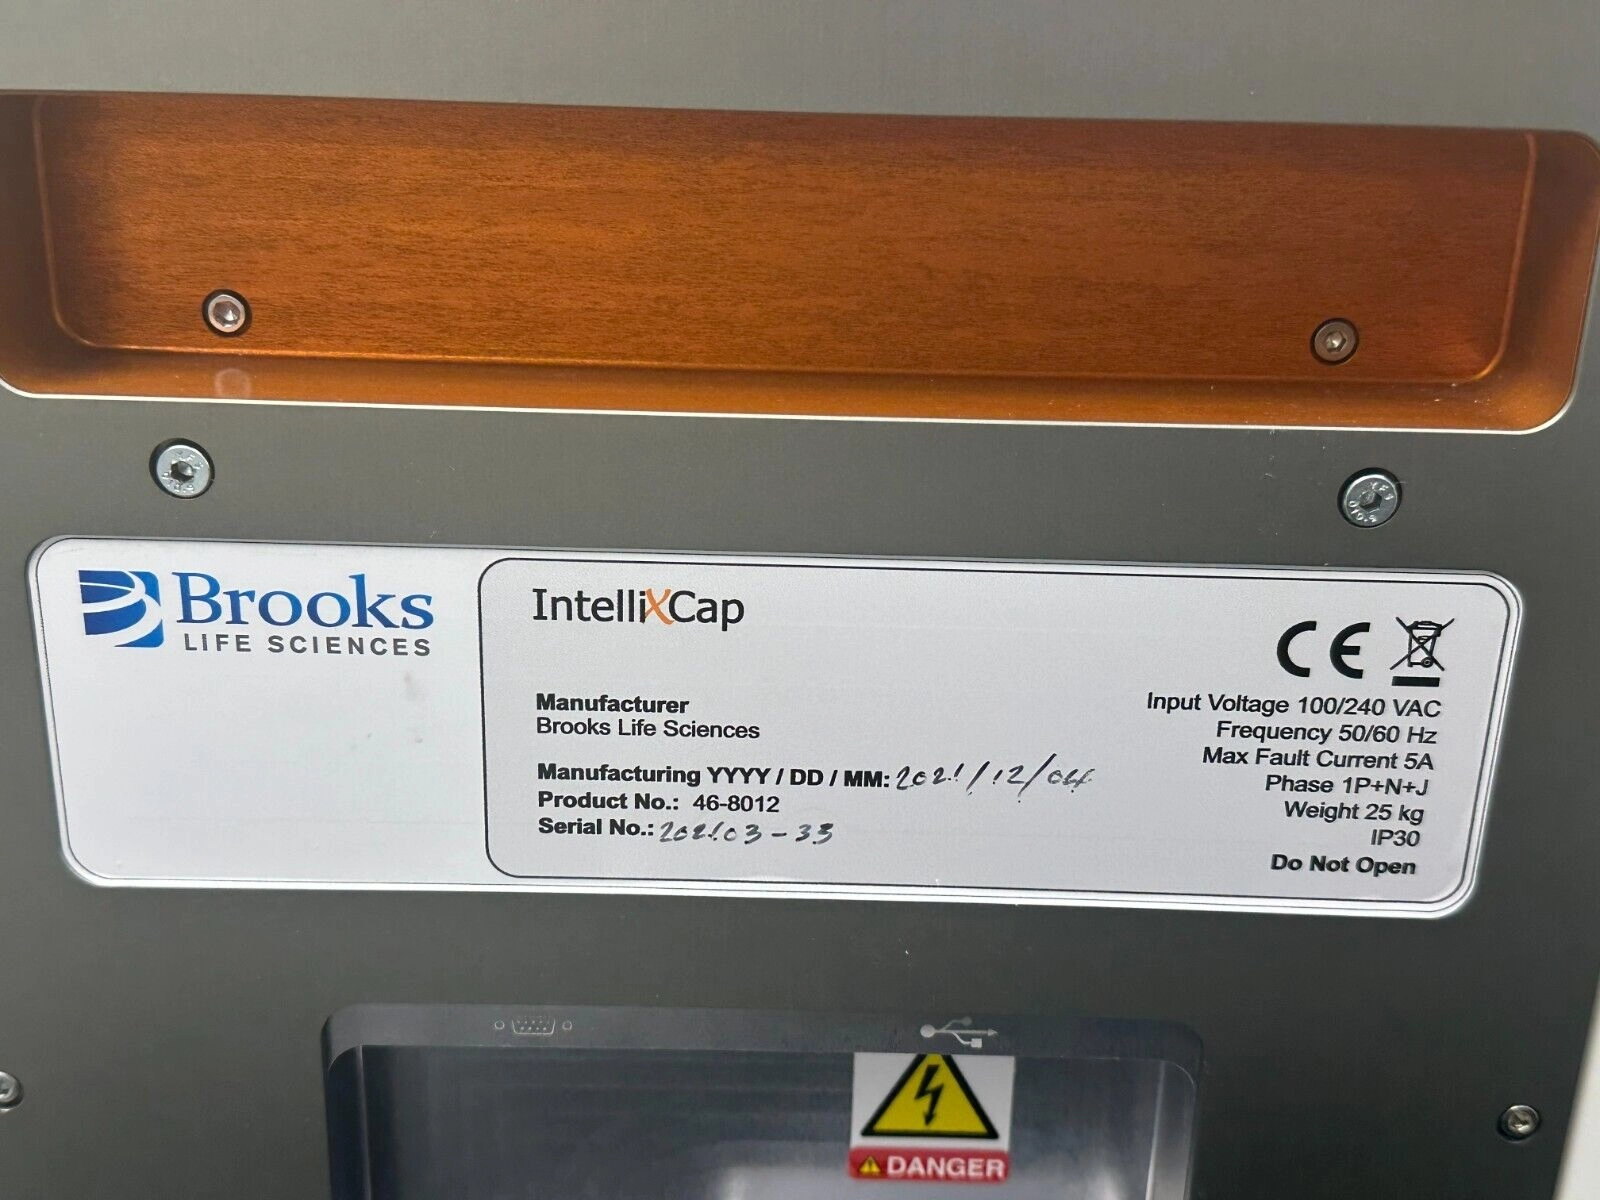 Brooks
LIFE SCIENCES
IntelliXCap
Manufacturer
Brooks Life Sciences
Manufacturing YYYY / DD / MM: 2021/12/04
Product No.: 46-8012
Serial No.: 202103-33
CE
Input Voltage 100/240 VAC
Frequency 50/60 Hz
Max Fault Current 5A
Phase 1P+N+J
Weight 25 kg
IP30
Do Not Open
DANGER